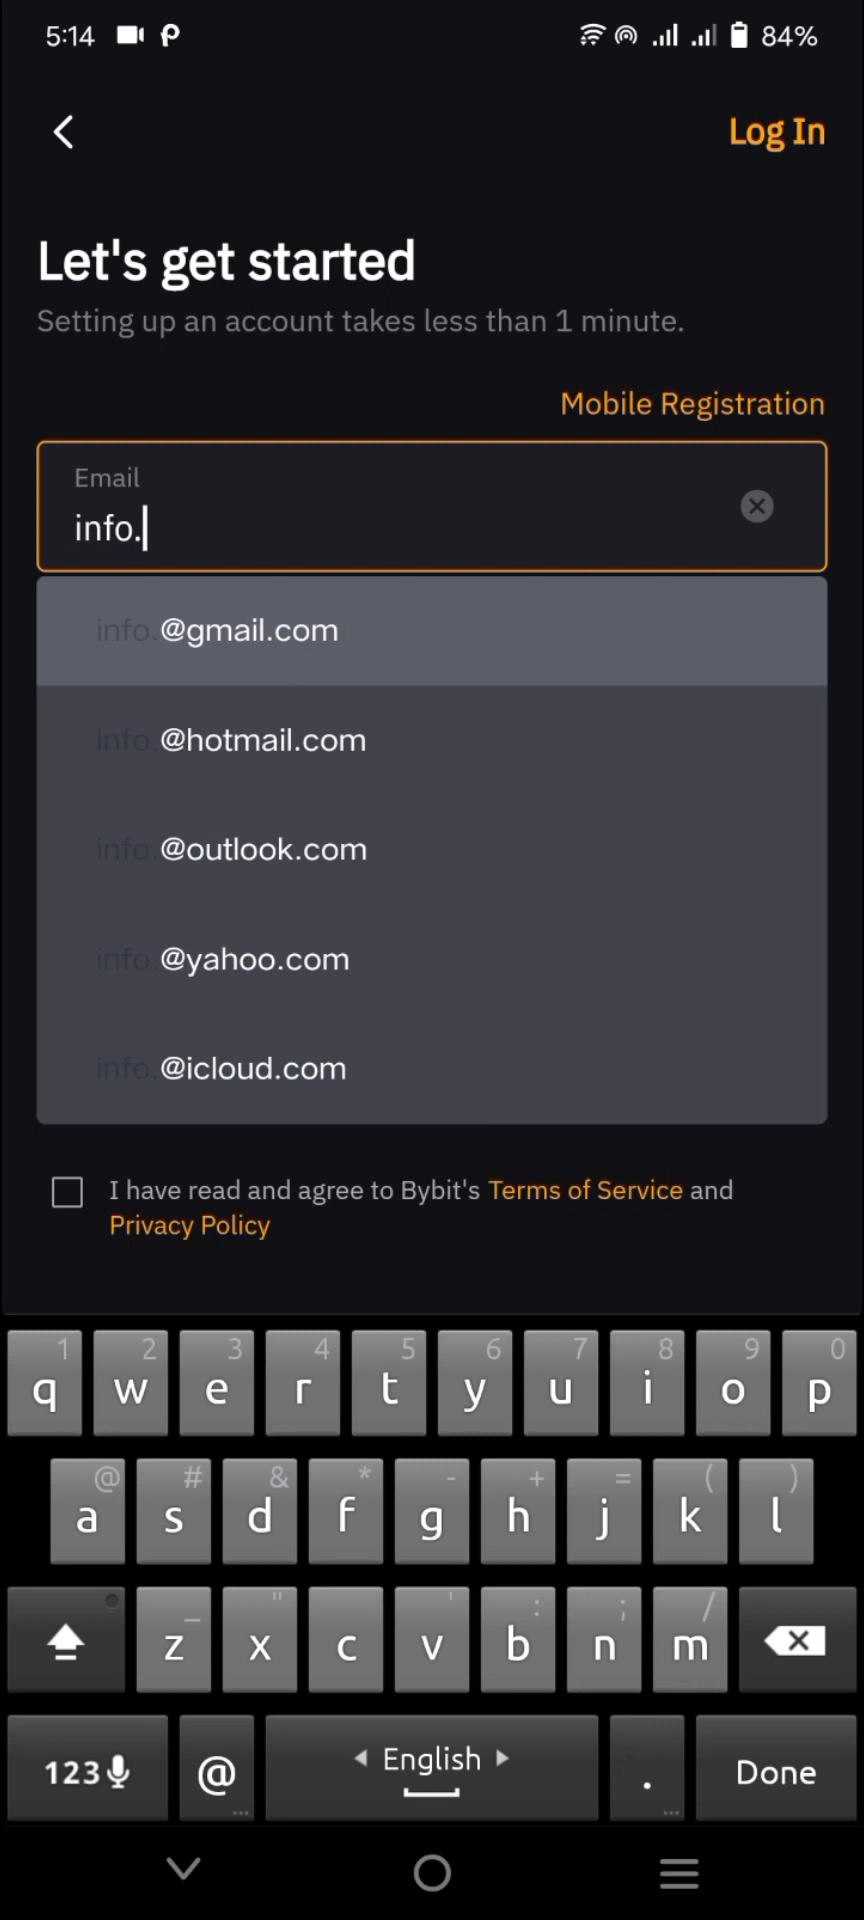 5:14 84%
Log In
Let's get started
Setting up an account takes less than 1 minute.
Mobile Registration
Email
info.
info.@gmail.com
info.@hotmail.com
info.@outlook.com
info.@yahoo.com
info.@icloud.com
I have read and agree to Bybit's Terms of Service and
Privacy Policy
1 2 3 4 5 6 7 8 9 0
q w e r t y u i o p
@ # & * - + = ( )
a s d f g h j k l
_ " ' : ; /
z x c v b n m
123 @ English . Done